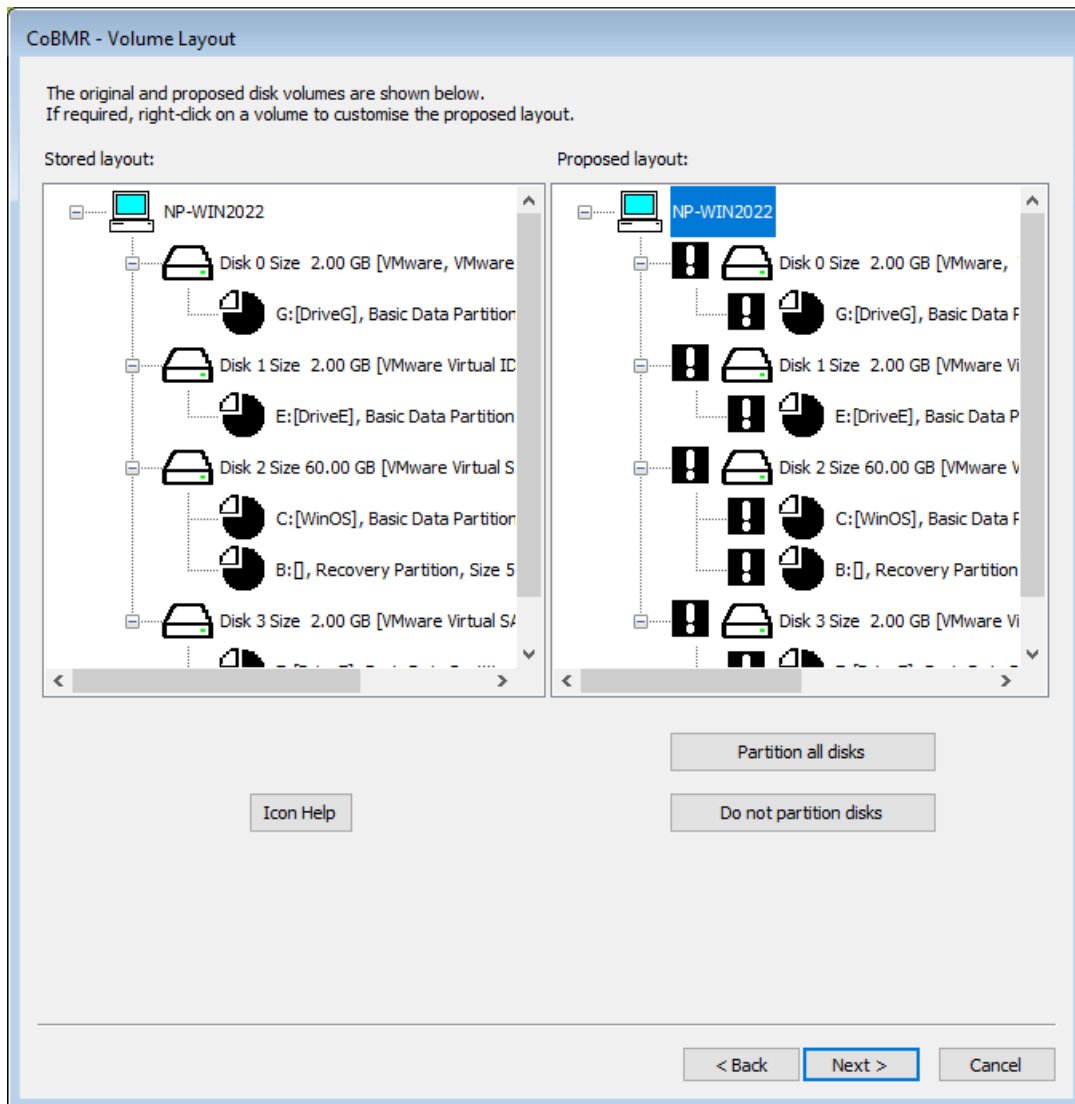 CoBMR - Volume Layout
The original and proposed disk volumes are shown below.
If required, right-click on a volume to customise the proposed layout.
Stored layout:
NP-WIN2022
Disk 0 Size  2.00 GB [VMware, VMware
G:[DriveG], Basic Data Partition
Disk 1 Size  2.00 GB [VMware Virtual
E:[DriveE], Basic Data Partition
Disk 2 Size 60.00 GB [VMware Virtual S
C:[WinOS], Basic Data Partition
B:[], Recovery Partition, Size 5
Disk 3 Size  2.00 GB [VMware Virtual
Proposed layout:
NP-WIN2022
Disk 0 Size  2.00 GB [VMware,
G:[DriveG], Basic Data
Disk 1 Size  2.00 GB [VMware
E:[DriveE], Basic Data
Disk 2 Size 60.00 GB [VMware
C:[WinOS], Basic Data
B:[], Recovery Partition
Disk 3 Size  2.00 GB [VMware
Partition all disks
Icon Help
Do not partition disks
< Back
Next >
Cancel